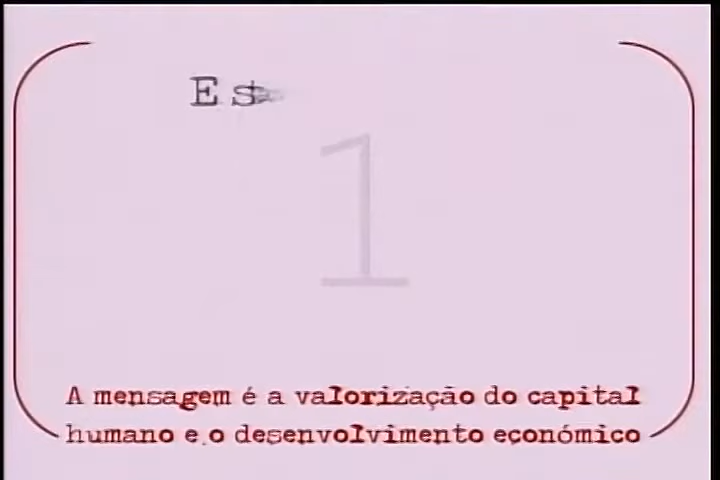 Es
1
A mensagem é a valorização do capital
humano e o desenvolvimento económico